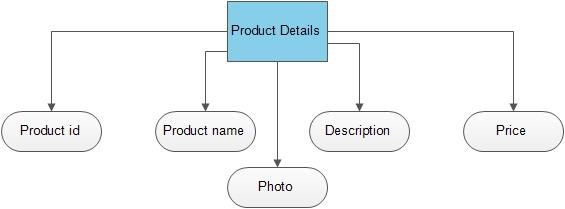 Product Details
Product id
Product name
Description
Price
Photo